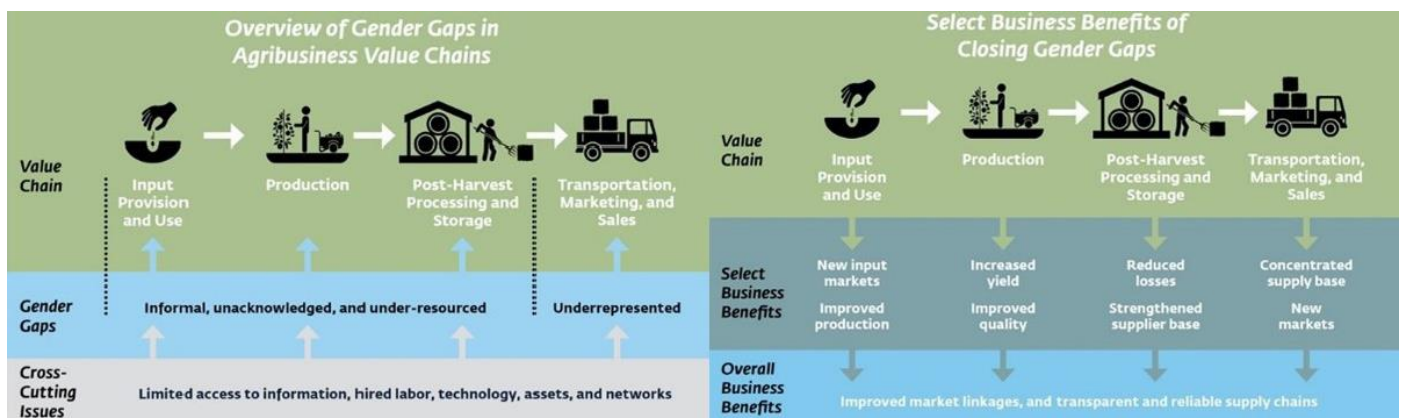 Overview of Gender Gaps in
Agribusiness Value Chains
Value
Chain
Input
Provision
and Use
Production
Post-Harvest
Processing and
Storage
Transportation,
Marketing, and
Sales
Gender
Gaps
Informal, unacknowledged, and under-resourced
Underrepresented
Cross-
Cutting
Issues
Limited access to information, hired labor, technology, assets, and networks
Select Business Benefits of
Closing Gender Gaps
Value
Chain
Input
Provision
and Use
Production
Post-Harvest
Processing and
Storage
Transportation,
Marketing, and
Sales
Select
Business
Benefits
New input
markets
Improved
production
Increased
yield
Improved
quality
Reduced
losses
Strengthened
supplier base
Concentrated
supply base
New
markets
Overall
Business
Benefits
Improved market linkages, and transparent and reliable supply chains